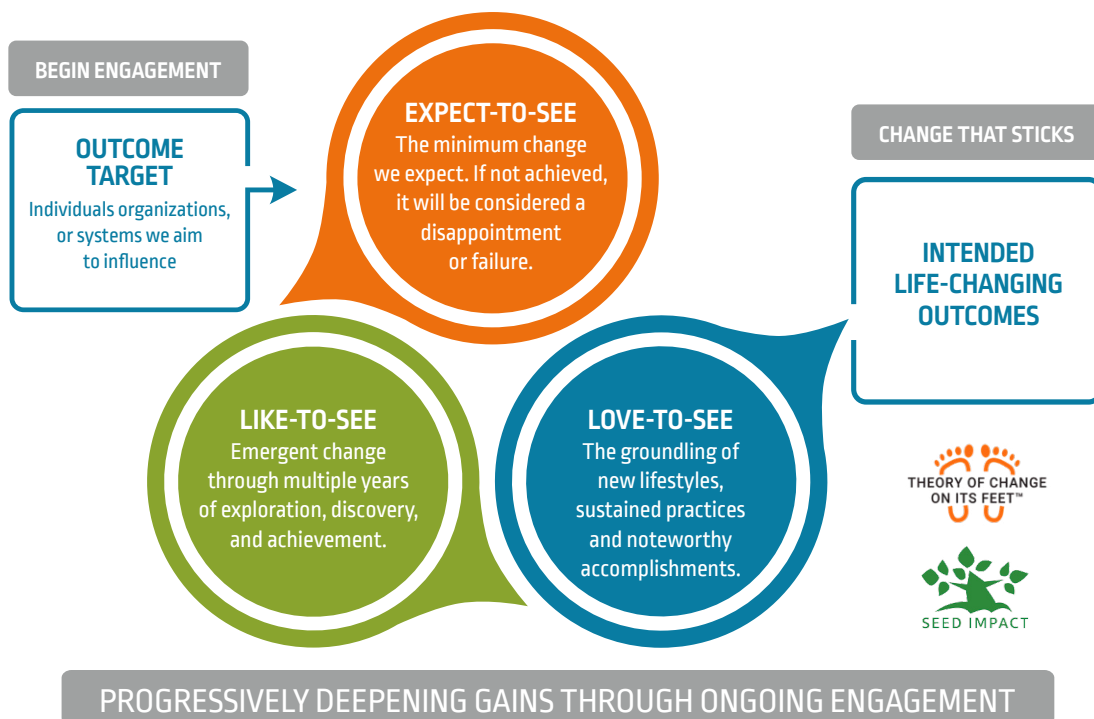 BEGIN ENGAGEMENT
OUTCOME
TARGET
Individuals organizations,
or systems we aim
to influence
EXPECT-TO-SEE
The minimum change
we expect. If not achieved,
it will be considered a
disappointment
or failure.
LIKE-TO-SEE
Emergent change
through multiple years
of exploration, discovery,
and achievement.
LOVE-TO-SEE
The groundling of
new lifestyles,
sustained practices
and noteworthy
accomplishments.
CHANGE THAT STICKS
INTENDED
LIFE-CHANGING
OUTCOMES
THEORY OF CHANGE
ON ITS FEET™
SEED IMPACT
PROGRESSIVELY DEEPENING GAINS THROUGH ONGOING ENGAGEMENT